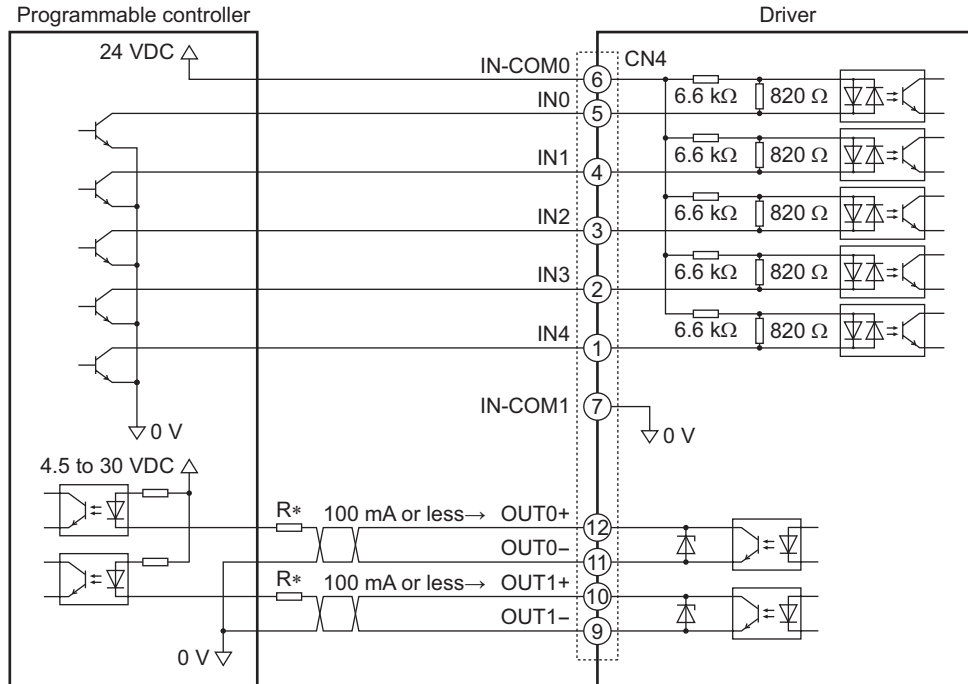 Programmable controller
Driver
24 VDC
IN-COM0
6
CN4
6.6 kΩ
820 Ω
IN0
5
IN1
4
6.6 kΩ
820 Ω
IN2
3
6.6 kΩ
820 Ω
IN3
2
6.6 kΩ
820 Ω
IN4
1
6.6 kΩ
820 Ω
IN-COM1
7
0 V
0 V
4.5 to 30 VDC
R*
100 mA or less→
OUT0+
12
OUT0−
11
R*
100 mA or less→
OUT1+
10
OUT1−
9
0 V